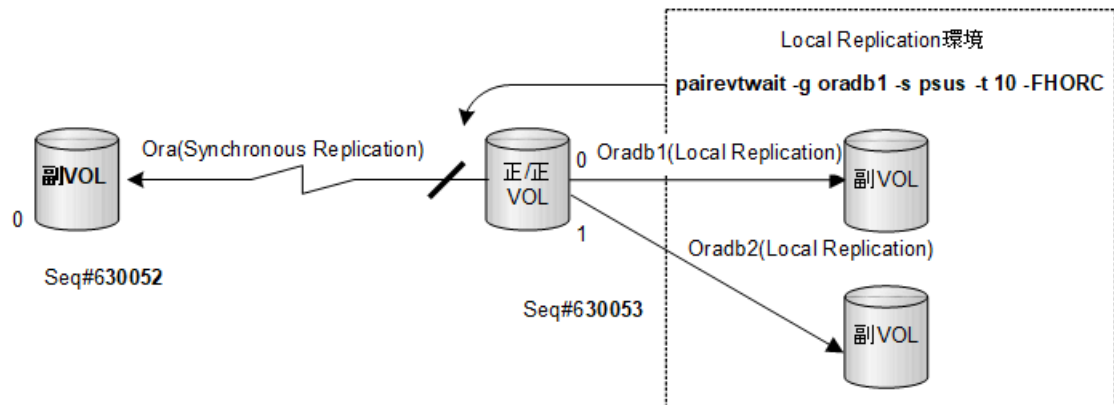 Local Replication環境
pairevtwait -g oradb1 -s psus -t 10 -FHORC
Ora(Synchronous Replication)
副VOL
0
Seq#630052
正/正
VOL
0
1
Seq#630053
Oradb1(Local Replication)
副VOL
Oradb2(Local Replication)
副VOL